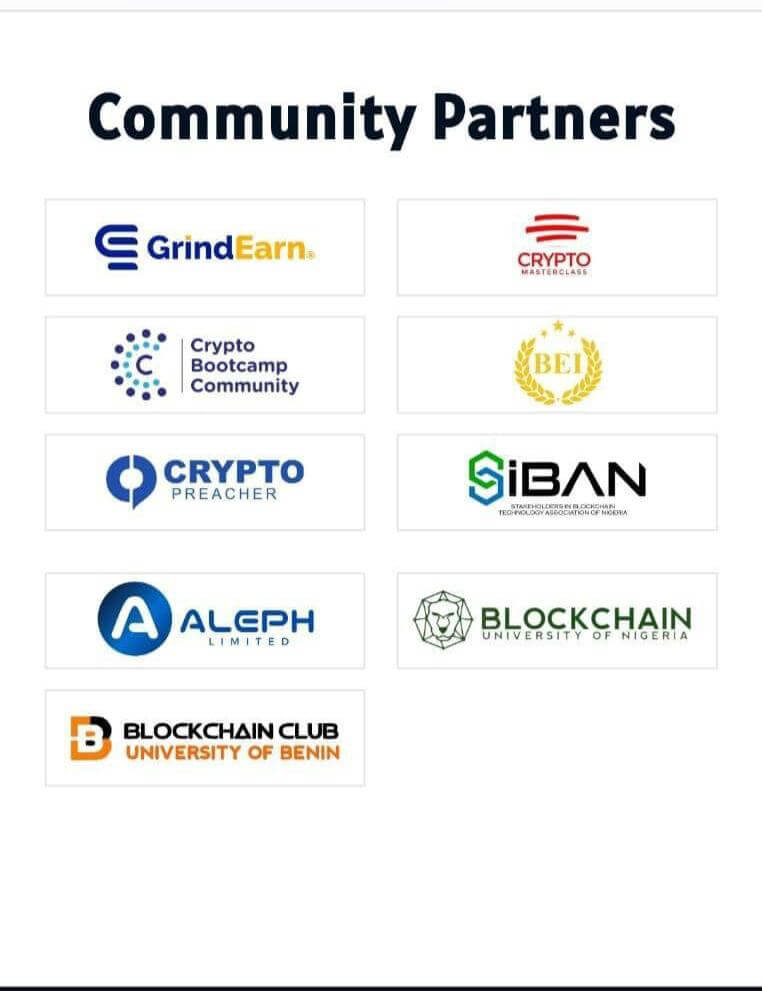 Community Partners
GrindEarn®
CRYPTO
MASTERCLASS
C
Crypto
Bootcamp
Community
BEI
CRYPTO
PREACHER
SiBAN
STAKEHOLDERS IN BLOCKCHAIN
TECHNOLOGY ASSOCIATION OF NIGERIA
A ALEPH
LIMITED
BLOCKCHAIN
UNIVERSITY OF NIGERIA
B BLOCKCHAIN CLUB
UNIVERSITY OF BENIN